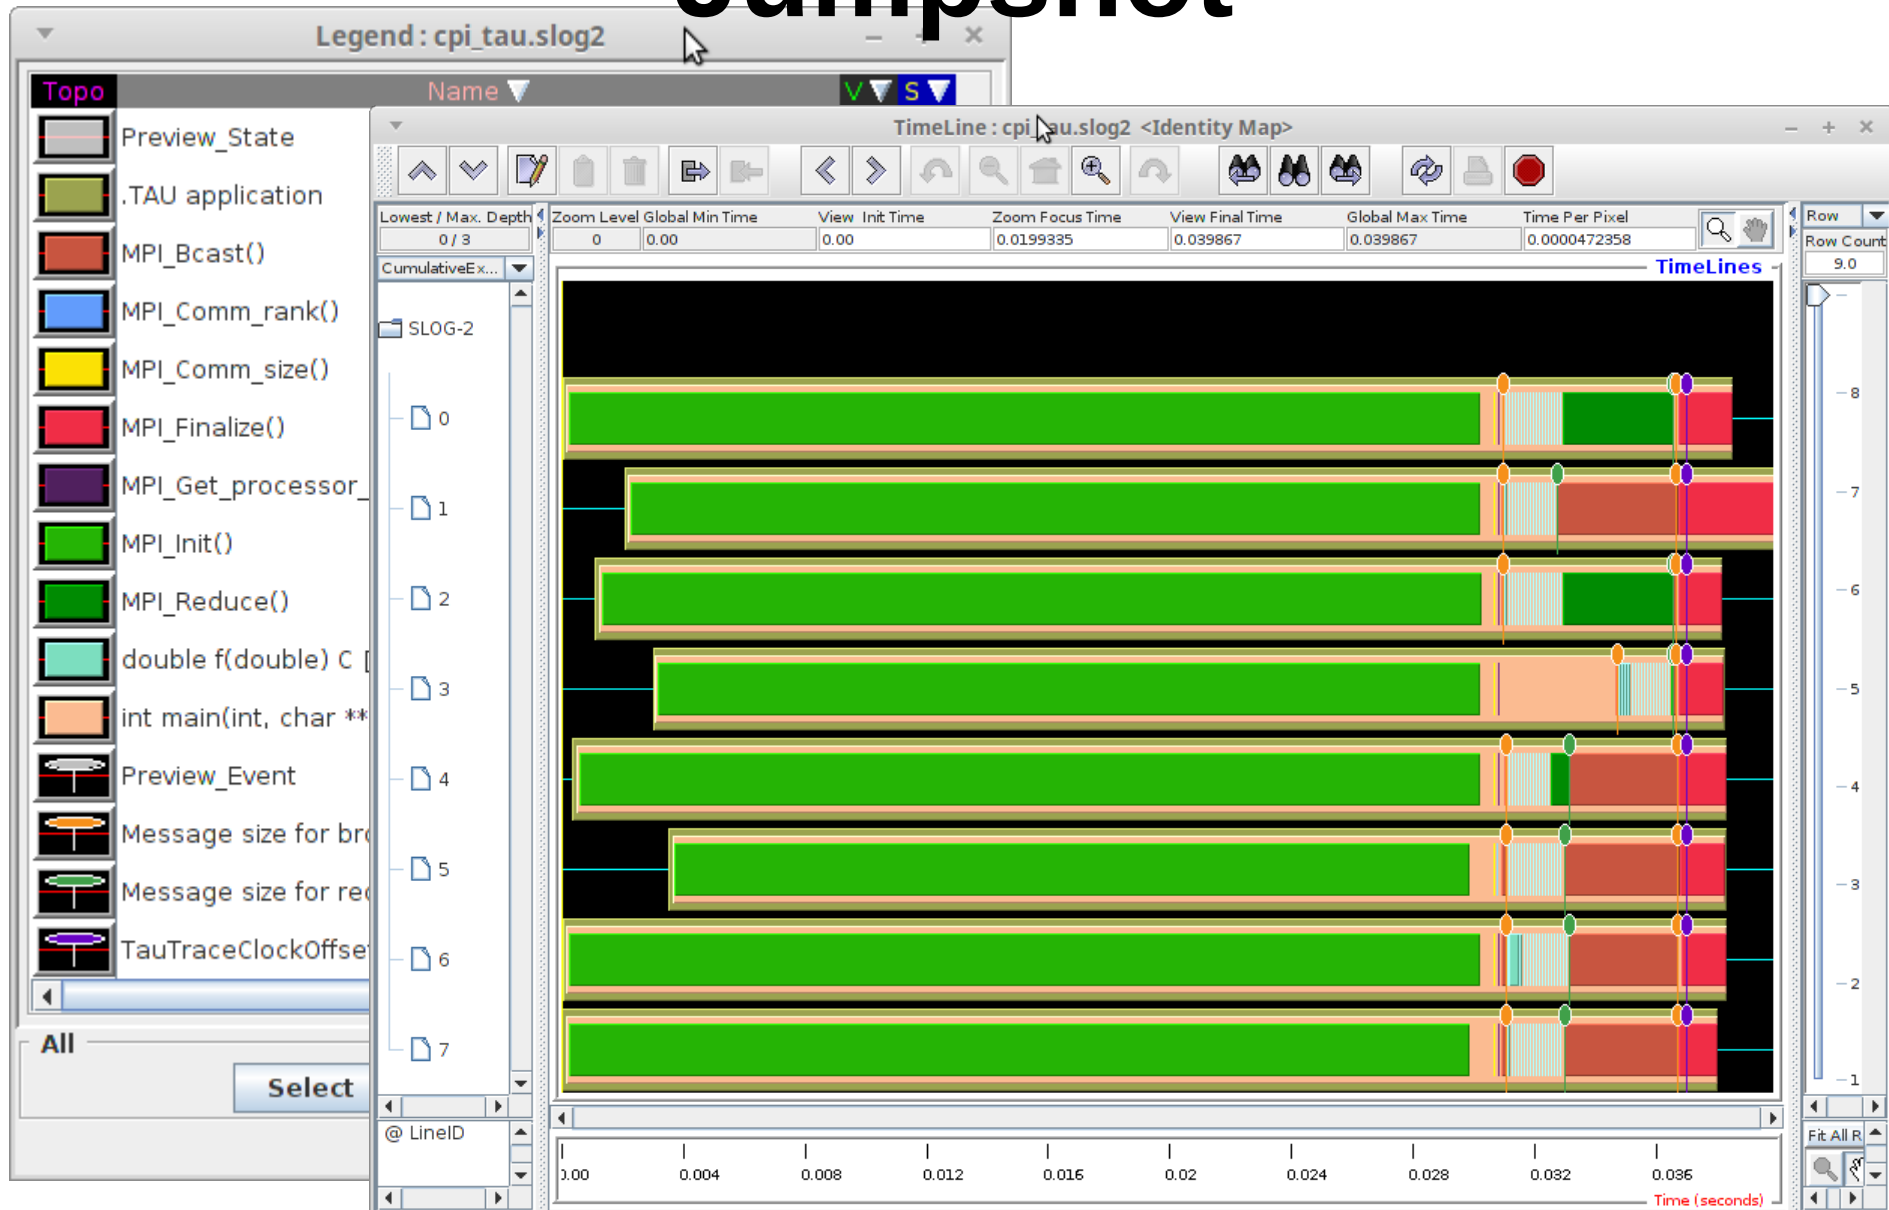 Jumpshot
Legend : cpi_tau.slog2
Topo Name V S
Preview_State
.TAU application
MPI_Bcast()
MPI_Comm_rank()
MPI_Comm_size()
MPI_Finalize()
MPI_Get_processor_
MPI_Init()
MPI_Reduce()
double f(double) C [
int main(int, char **
Preview_Event
Message size for bro
Message size for red
TauTraceClockOffset
All
Select
TimeLine : cpi_tau.slog2 <Identity Map>
Lowest / Max. Depth Zoom Level Global Min Time View Init Time Zoom Focus Time View Final Time Global Max Time Time Per Pixel
0 / 3 0 0.00 0.00 0.0199335 0.039867 0.039867 0.0000472358
Row
Row Count
9.0
CumulativeEx...
TimeLines
SLOG-2
0
1
2
3
4
5
6
7
8
7
6
5
4
3
2
1
@ LineID
0.00 0.004 0.008 0.012 0.016 0.02 0.024 0.028 0.032 0.036
Time (seconds)
Fit All R